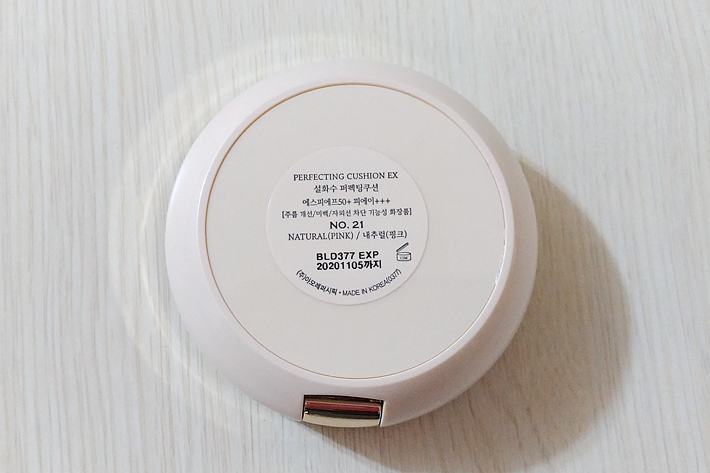 PERFECTING CUSHION EX
설화수 퍼펙팅쿠션
에스피에프50+ 피에이+++
[주름 개선/미백/자외선 차단 기능성 화장품]
NO. 21
NATURAL(PINK) / 내추럴(핑크)
BLD377 EXP
20201105까지
(주)아모레퍼시픽 • MADE IN KOREA(0377)